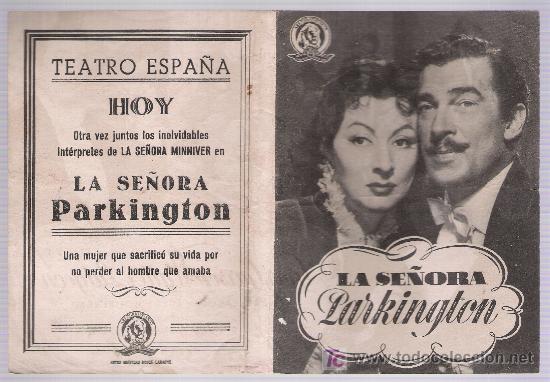 TEATRO ESPAÑA
HOY
Otra vez juntos los inolvidables
intérpretes de LA SEÑORA MINNIVER en
LA SEÑORA
Parkington
Una mujer que sacrificó su vida por
no perder al hombre que amaba
LA SEÑORA
Parkington
todocoleccion.net